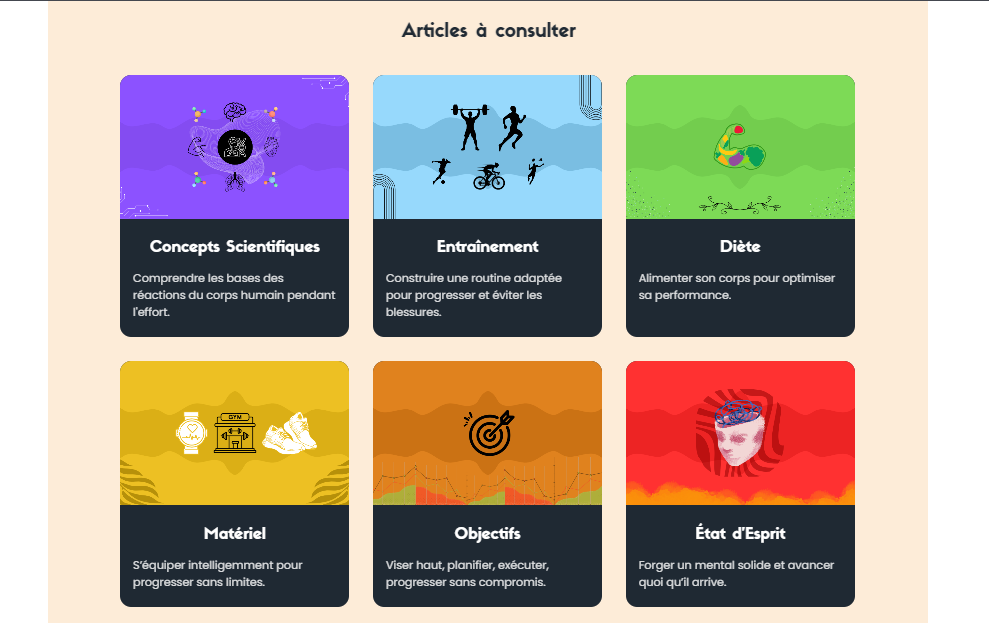 Articles à consulter
Concepts Scientifiques
Comprendre les bases des
réactions du corps humain pendant
l'effort.
Entraînement
Construire une routine adaptée
pour progresser et éviter les
blessures.
Diète
Alimenter son corps pour optimiser
sa performance.
GYM
Matériel
S'équiper intelligemment pour
progresser sans limites.
Objectifs
Viser haut, planifier, exécuter,
progresser sans compromis.
État d'Esprit
Forger un mental solide et avancer
quoi qu'il arrive.